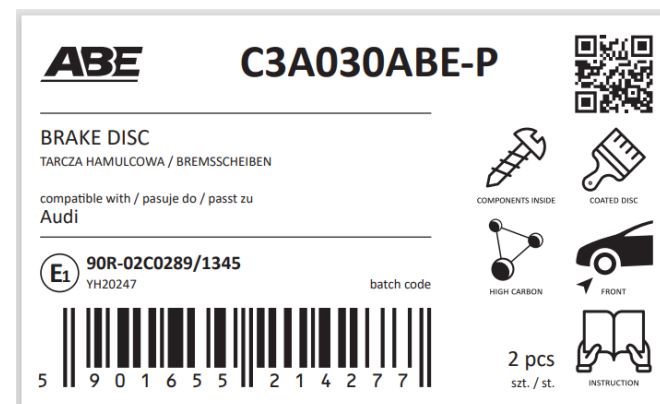 ABE
C3A030ABE-P
BRAKE DISC
TARCZA HAMULCOWA / BREMSSCHEIBEN
compatible with / pasuje do / passt zu
Audi
E1
90R-02C0289/1345
YH20247
batch code
5 901655 214277
COMPONENTS INSIDE
COATED DISC
HIGH CARBON
FRONT
2 pcs
szt. / st.
INSTRUCTION